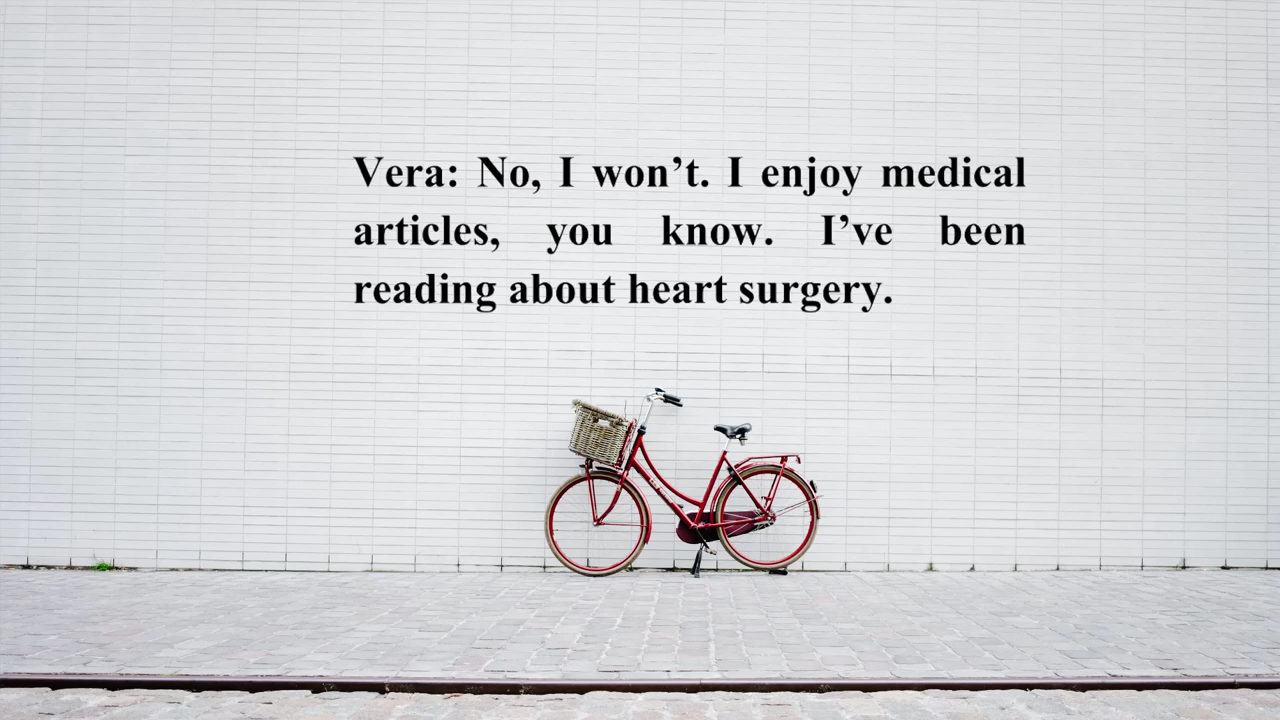 Vera: No, I won’t. I enjoy medical
articles, you know. I’ve been
reading about heart surgery.